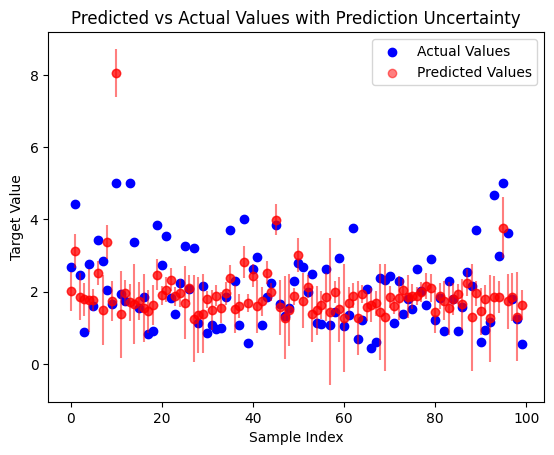 Predicted vs Actual Values with Prediction Uncertainty
Actual Values
Predicted Values
8
6
4
2
0
Target Value
0 20 40 60 80 100
Sample Index